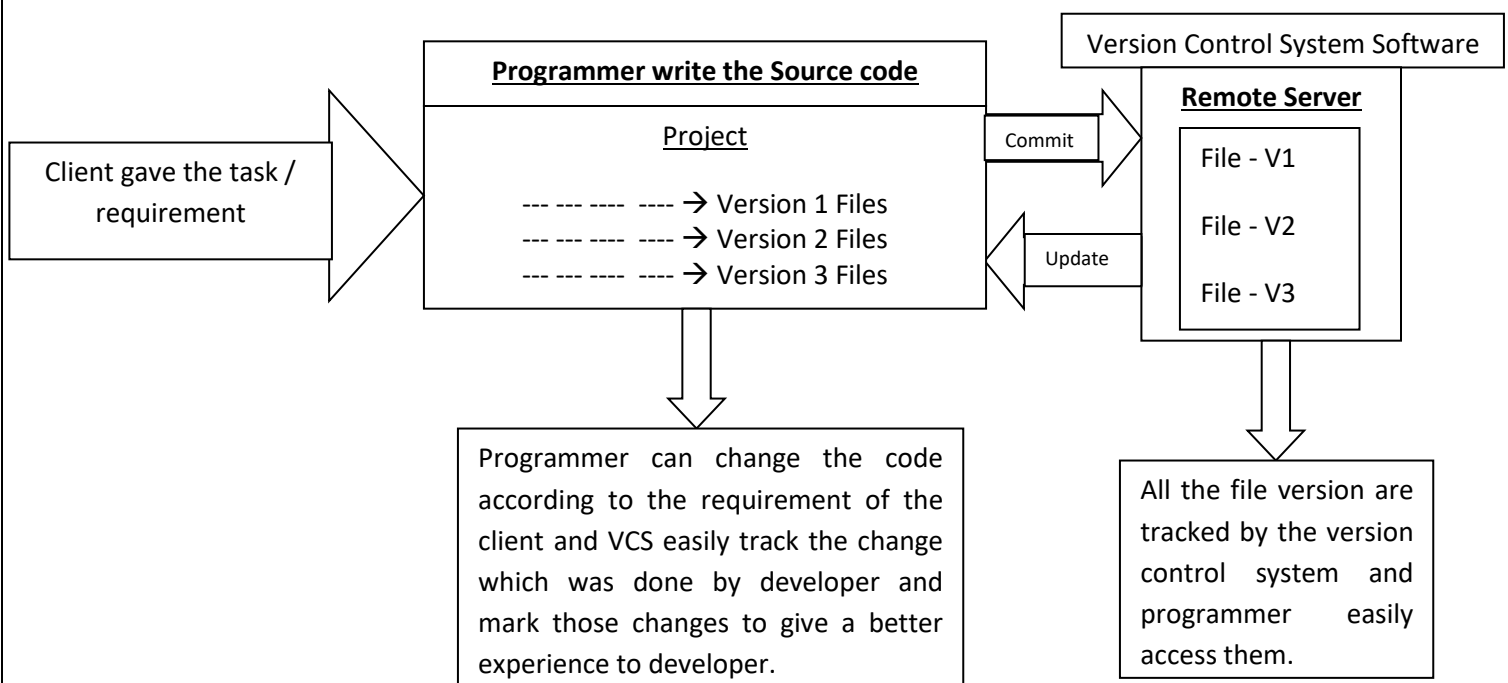 Client gave the task /
requirement
Programmer write the Source code
Project
--- --- ---- ---- → Version 1 Files
--- --- ---- ---- → Version 2 Files
--- --- ---- ---- → Version 3 Files
Commit
Update
Version Control System Software
Remote Server
File - V1
File - V2
File - V3
Programmer can change the code
according to the requirement of the
client and VCS easily track the change
which was done by developer and
mark those changes to give a better
experience to developer.
All the file version are
tracked by the version
control system and
programmer easily
access them.